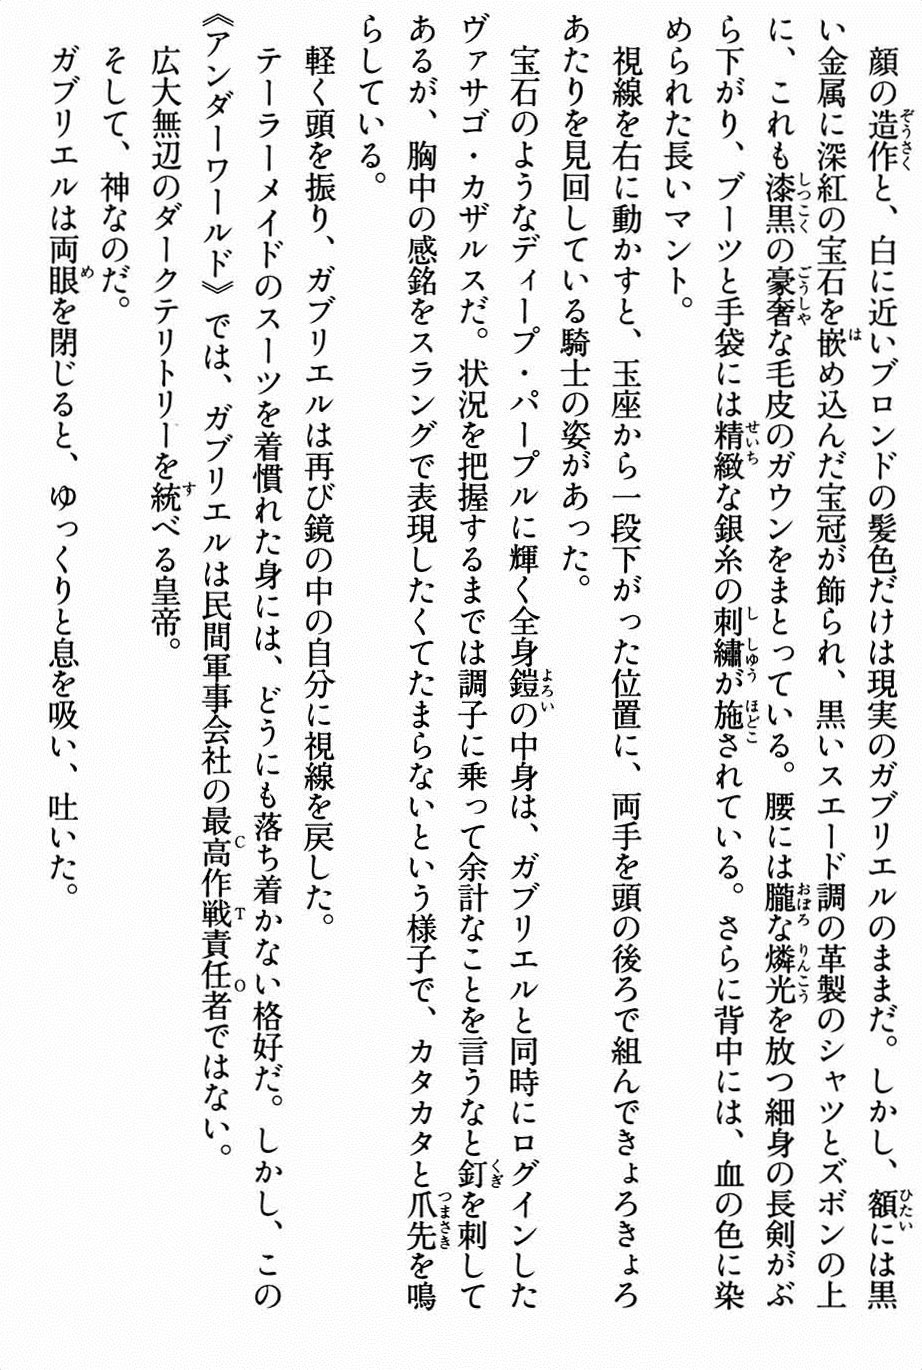 顔の造作と、白に近いブロンドの髪色だけは現実のガブリエルのままだ。しかし、額には黒
い金属に深紅の宝石を嵌め込んだ宝冠が飾られ、黒いスエード調の革製のシャツとズボンの上
に、これも漆黒の豪奢な毛皮のガウンをまとっている。腰には朧な燐光を放つ細身の長剣がぶ
ら下がり、ブーツと手袋には精緻な銀糸の刺繡が施されている。さらに背中には、血の色に染
められた長いマント。
視線を右に動かすと、玉座から一段下がった位置に、両手を頭の後ろで組んできょろきょろ
あたりを見回している騎士の姿があった。
宝石のようなディープ・パープルに輝く全身鎧の中身は、ガブリエルと同時にログインした
ヴァサゴ・カザルスだ。状況を把握するまでは調子に乗って余計なことを言うなと釘を刺して
あるが、胸中の感銘をスラングで表現したくてたまらないという様子で、カタカタと爪先を鳴
らしている。
軽く頭を振り、ガブリエルは再び鏡の中の自分に視線を戻した。
テーラーメイドのスーツを着慣れた身には、どうにも落ち着かない格好だ。しかし、この
《アンダーワールド》では、ガブリエルは民間軍事会社の最高作戦責任者ではない。
広大無辺のダークテリトリーを統べる皇帝。
そして、神なのだ。
ガブリエルは両眼を閉じると、ゆっくりと息を吸い、吐いた。